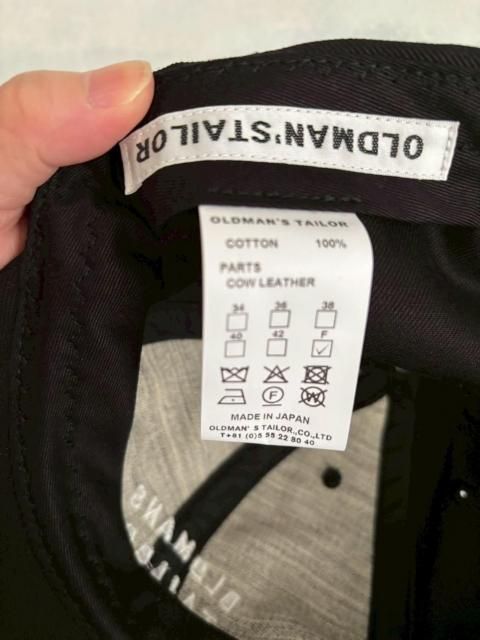 OLDMAN'STAILOR
OLDMAN'S TAILOR
COTTON 100%
PARTS
COW LEATHER
34 36 38
40 42 F
F W
MADE IN JAPAN
OLDMAN' S TAILOR.,CO.,LTD
T+81 (0)5 55 22 80 40